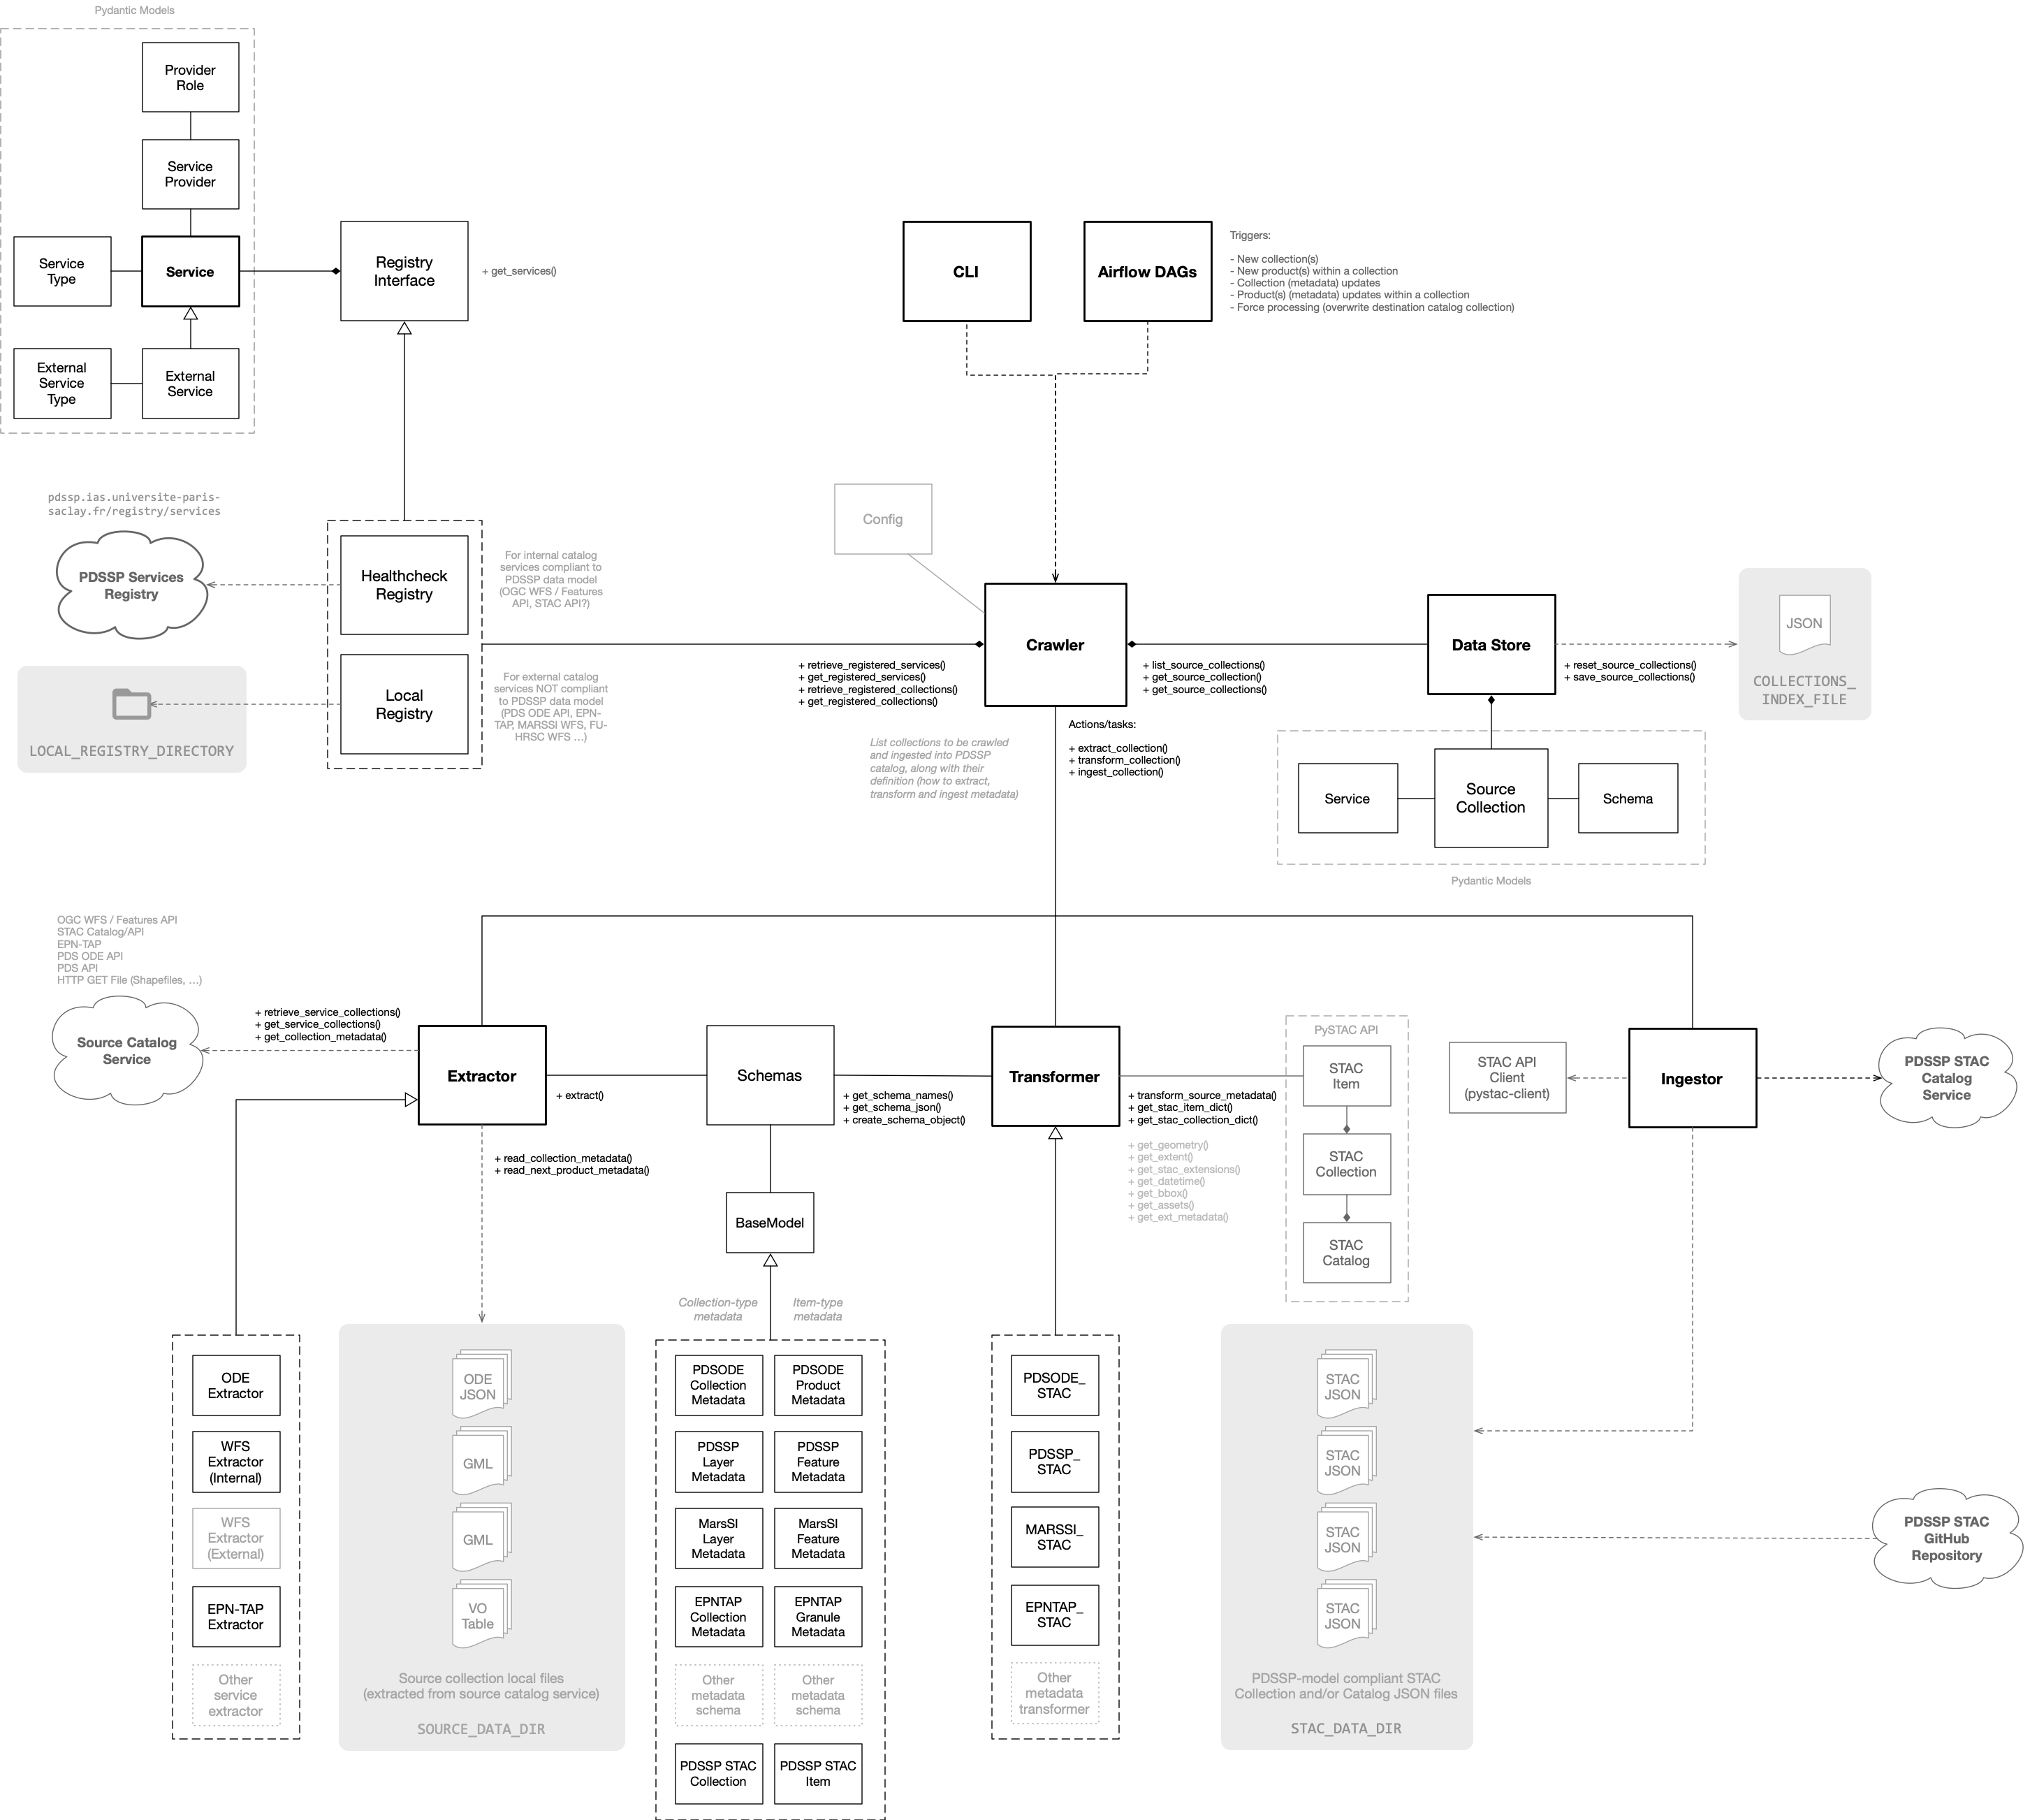 Pydantic Models
Provider
Role
Service
Provider
Service
Type
Service
External
Service
Type
External
Service
Registry
Interface
+ get_services()
CLI
Airflow DAGs
Triggers:
- New collection(s)
- New product(s) within a collection
- Collection (metadata) updates
- Product(s) (metadata) updates within a collection
- Force processing (overwrite destination catalog collection)
pdssp.ias.universite-paris-
saclay.fr/registry/services
PDSSP Services
Registry
LOCAL_REGISTRY_DIRECTORY
Healthcheck
Registry
Local
Registry
For internal catalog
services compliant to
PDSSP data model
(OGC WFS / Features
API, STAC API?)
For external catalog
services NOT compliant
to PDSSP data model
(PDS ODE API, EPN-
TAP, MARSSI WFS, FU-
HRSC WFS ...)
Config
Crawler
+ retrieve_registered_services()
+ get_registered_services()
+ retrieve_registered_collections()
+ get_registered_collections()
List collections to be crawled
and ingested into PDSSP
catalog, along with their
definition (how to extract,
transform and ingest metadata)
Actions/tasks:
+ extract_collection()
+ transform_collection()
+ ingest_collection()
+ list_source_collections()
+ get_source_collection()
+ get_source_collections()
Data Store
+ reset_source_collections()
+ save_source_collections()
JSON
COLLECTIONS_
INDEX_FILE
Service
Source
Collection
Schema
Pydantic Models
OGC WFS / Features API
STAC Catalog/API
EPN-TAP
PDS ODE API
PDS API
HTTP GET File (Shapefiles, ...)
Source Catalog
Service
+ retrieve_service_collections()
+ get_service_collections()
+ get_collection_metadata()
Extractor
+ extract()
+ read_collection_metadata()
+ read_next_product_metadata()
Schemas
+ get_schema_names()
+ get_schema_json()
+ create_schema_object()
BaseModel
Collection-type
metadata
Item-type
metadata
Transformer
+ transform_source_metadata()
+ get_stac_item_dict()
+ get_stac_collection_dict()
+ get_geometry()
+ get_extent()
+ get_stac_extensions()
+ get_datetime()
+ get_bbox()
+ get_assets()
+ get_ext_metadata()
PySTAC API
STAC
Item
STAC
Collection
STAC
Catalog
STAC API
Client
(pystac-client)
Ingestor
PDSSP STAC
Catalog
Service
ODE
Extractor
WFS
Extractor
(Internal)
WFS
Extractor
(External)
EPN-TAP
Extractor
Other
service
extractor
ODE
JSON
GML
GML
VO
Table
Source collection local files
(extracted from source catalog service)
SOURCE_DATA_DIR
PDSODE
Collection
Metadata
PDSODE
Product
Metadata
PDSSP
Layer
Metadata
PDSSP
Feature
Metadata
MarsSI
Layer
Metadata
MarsSI
Feature
Metadata
EPNTAP
Collection
Metadata
EPNTAP
Granule
Metadata
Other
metadata
schema
Other
metadata
schema
PDSSP STAC
Collection
PDSSP STAC
Item
PDSODE_
STAC
PDSSP_
STAC
MARSSI_
STAC
EPNTAP_
STAC
Other
metadata
transformer
STAC
JSON
STAC
JSON
STAC
JSON
STAC
JSON
PDSSP-model compliant STAC
Collection and/or Catalog JSON files
STAC_DATA_DIR
PDSSP STAC
GitHub
Repository